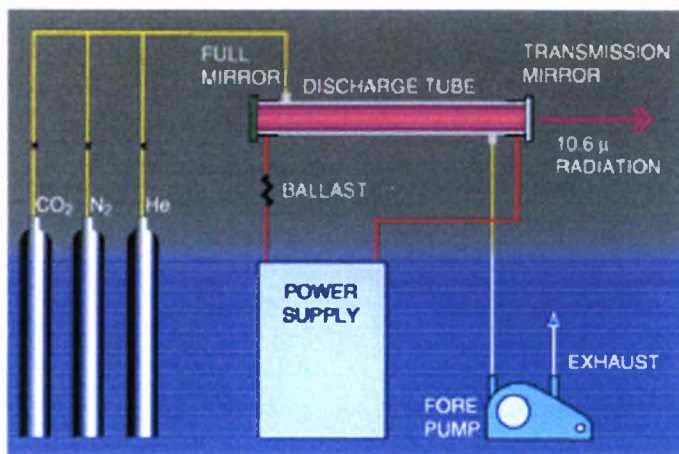 FULL
MIRROR
DISCHARGE TUBE
TRANSMISSION
MIRROR
10.6 µ
RADIATION
BALLAST
CO₂
N₂
He
POWER
SUPPLY
EXHAUST
FORE
PUMP